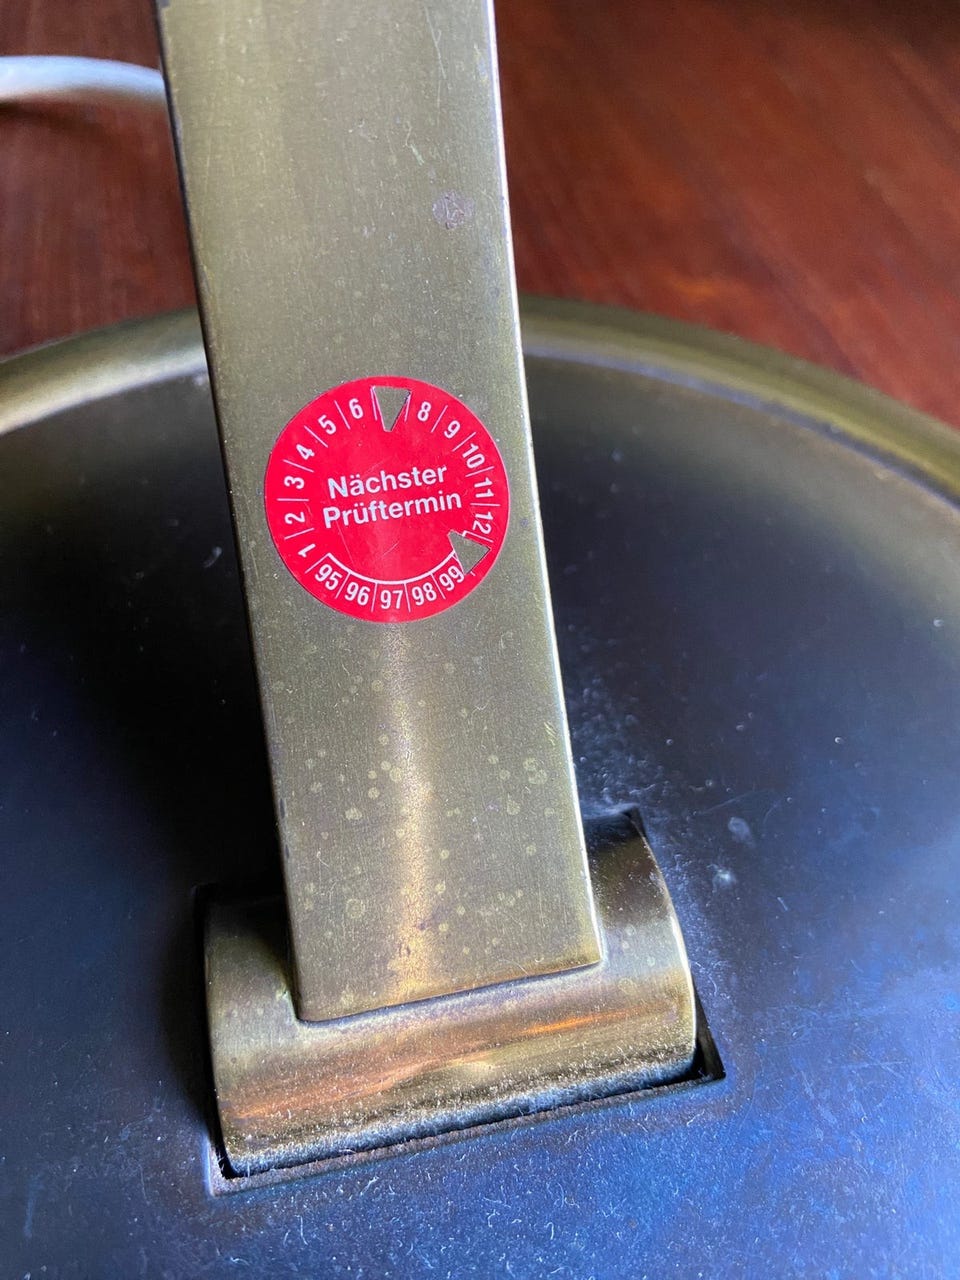 1 2 3 4 5 6 8 9 10 11 12
Nächster
Prüftermin
95 96 97 98 99